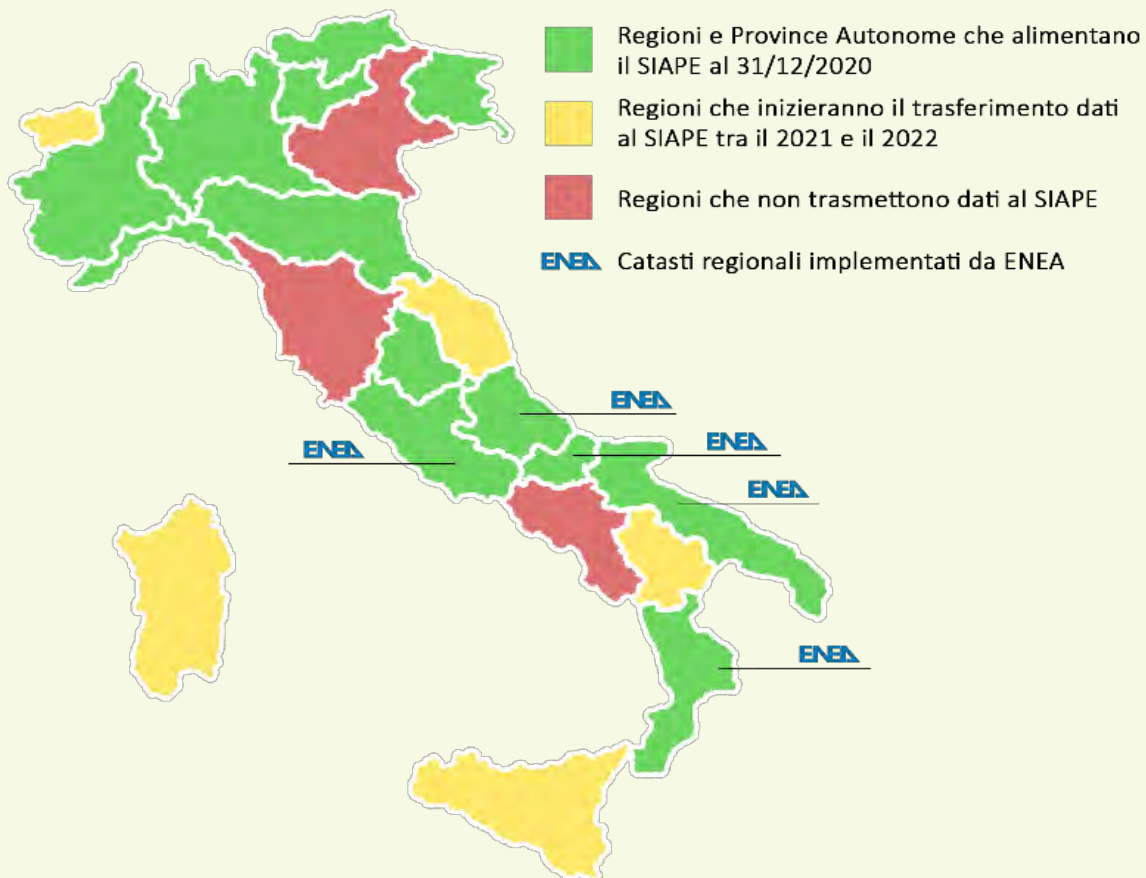 Regioni e Province Autonome che alimentano
il SIAPE al 31/12/2020
Regioni che inizieranno il trasferimento dati
al SIAPE tra il 2021 e il 2022
Regioni che non trasmettono dati al SIAPE
ENEA Catasti regionali implementati da ENEA
ENEA
ENEA
ENEA
ENEA
ENEA